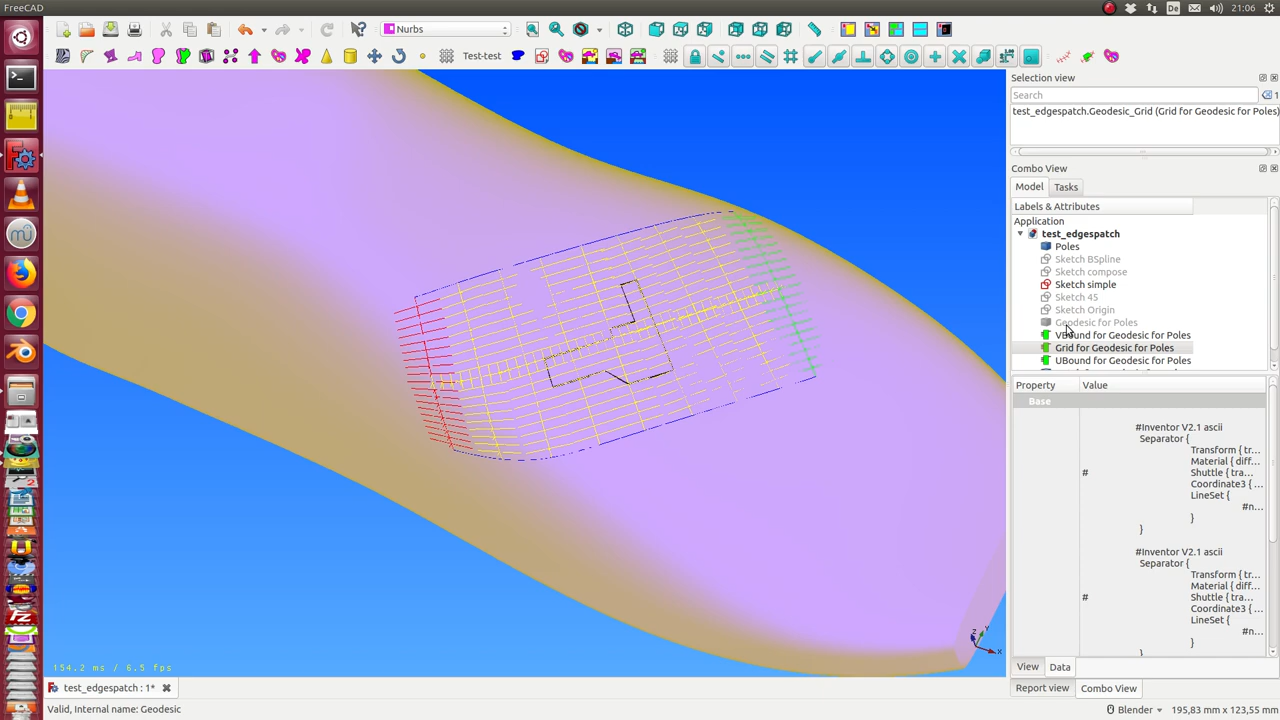 FreeCAD
De
21:06
Nurbs
Test-test
Selection view
Search
1
test_edgespatch.Geodesic_Grid (Grid for Geodesic for Poles)
Combo View
Model
Tasks
Labels & Attributes
Application
test_edgespatch
Poles
Sketch BSpline
Sketch compose
Sketch simple
Sketch 45
Sketch Origin
Geodesic for Poles
VBound for Geodesic for Poles
Grid for Geodesic for Poles
UBound for Geodesic for Poles
Property
Value
Base
#Inventor V2.1 ascii
Separator {
Transform { tr...
Material { diff...
#
Shuttle { tra...
Coordinate3 { ...
LineSet {
#n...
}
}
#Inventor V2.1 ascii
Separator {
Transform { tr...
Material { diff...
#
Shuttle { tra...
Coordinate3 { ...
LineSet {
#n...
}
}
154.2 ms / 6.5 fps
View
Data
test_edgespatch : 1*
Report view
Combo View
Valid, Internal name: Geodesic
Blender
195,83 mm x 123,55 mm